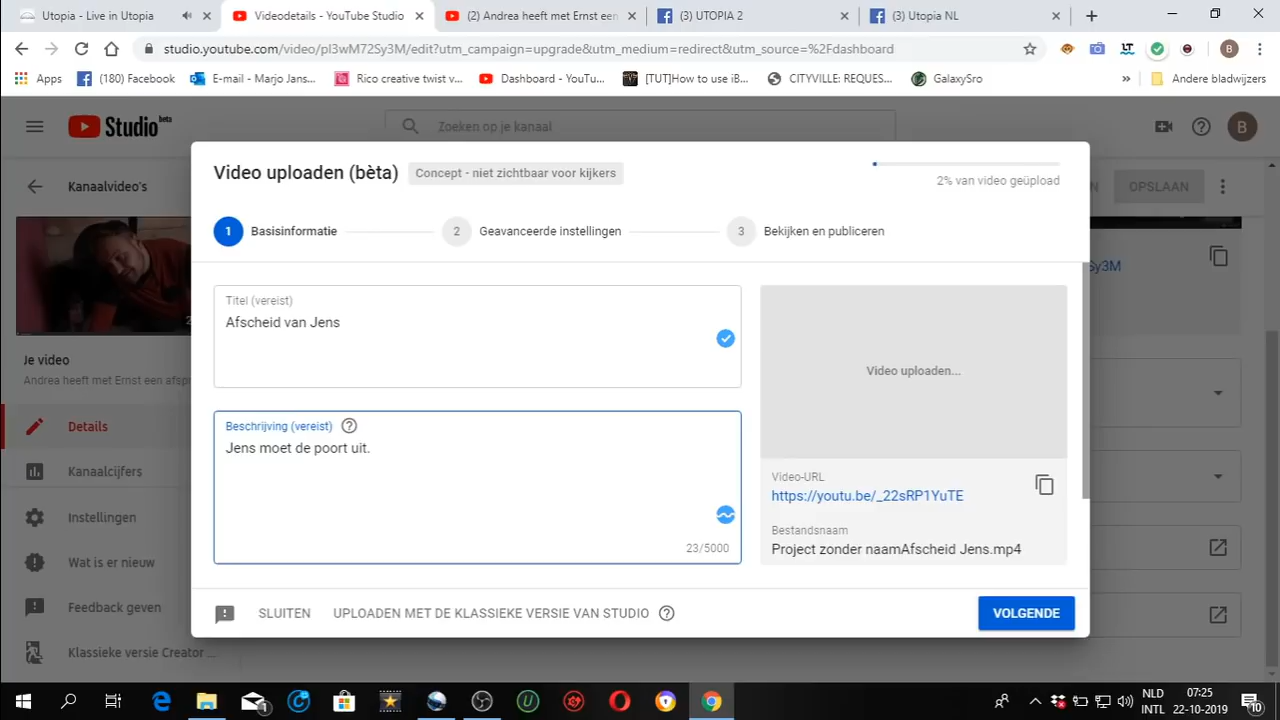 Utopia - Live in Utopia
Videodetails - YouTube Studio
(2) Andrea heeft met Ernst een
(3) UTOPIA 2
(3) Utopia NL
studio.youtube.com/video/pI3wM72Sy3M/edit?utm_campaign=upgrade&utm_medium=redirect&utm_source=%2Fdashboard
B
Apps
(180) Facebook
E-mail - Marjo Jans...
Rico creative twist v...
Dashboard - YouTu...
[TUT]How to use iB...
CITYVILLE: REQUES...
GalaxySro
»
Andere bladwijzers
Studio beta
Zoeken op je kanaal
B
Kanaalvideo's
OPSLAAN
Sy3M
Je video
Andrea heeft met Ernst een afspr
Details
Kanaalcijfers
Instellingen
Wat is er nieuw
Feedback geven
Klassieke versie Creator ...
Video uploaden (bèta)
Concept - niet zichtbaar voor kijkers
2% van video geüpload
1 Basisinformatie
2 Geavanceerde instellingen
3 Bekijken en publiceren
Titel (vereist)
Afscheid van Jens
Beschrijving (vereist)
Jens moet de poort uit.
23/5000
Video uploaden...
Video-URL
https://youtu.be/_22sRP1YuTE
Bestandsnaam
Project zonder naamAfscheid Jens.mp4
SLUITEN
UPLOADEN MET DE KLASSIEKE VERSIE VAN STUDIO
VOLGENDE
1
NLD
INTL
07:25
22-10-2019
10